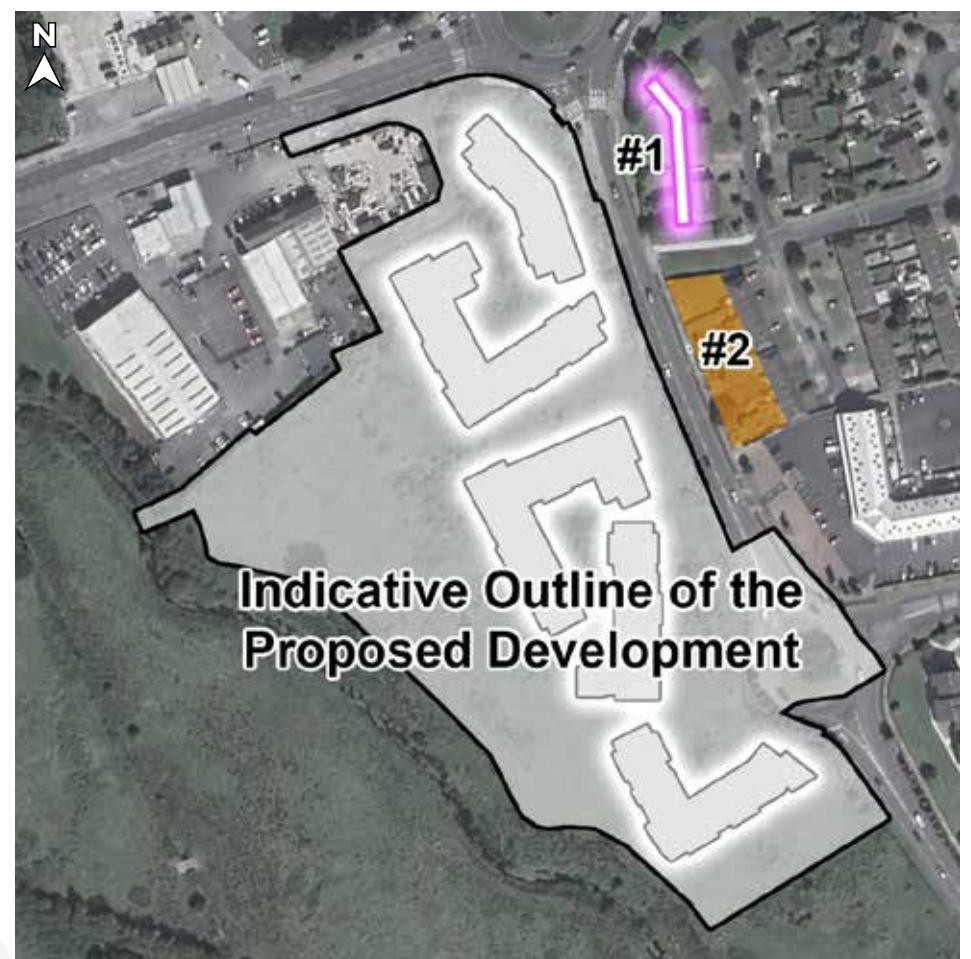 N
#1
#2
Indicative Outline of the
Proposed Development